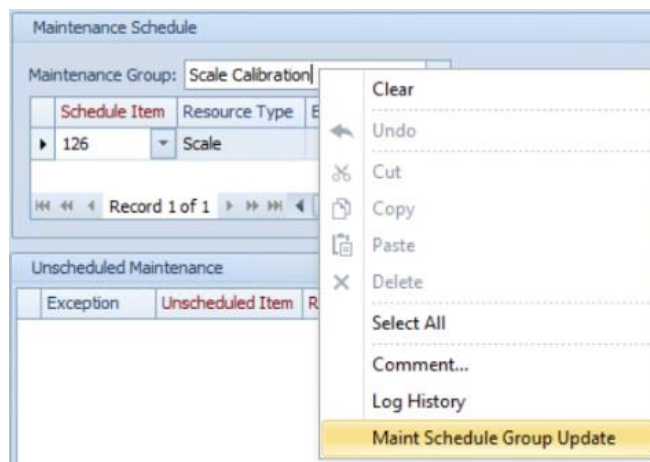 Maintenance Schedule
Maintenance Group: Scale Calibration
Schedule Item Resource Type E
126 Scale
Record 1 of 1
Unscheduled Maintenance
Exception Unscheduled Item R
Clear
Undo
Cut
Copy
Paste
Delete
Select All
Comment...
Log History
Maint Schedule Group Update